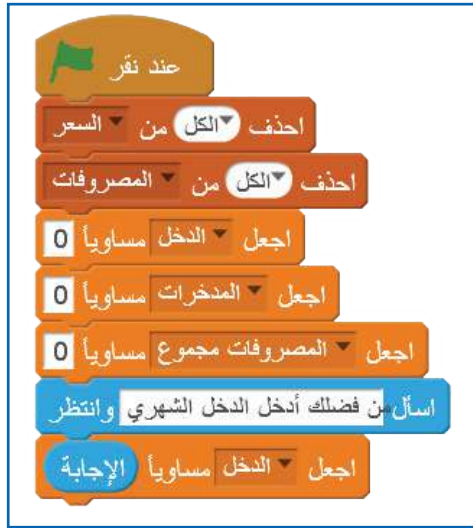 عند نقر
احذف الكل من السعر
احذف الكل من المصروفات
اجعل الدخل مساوياً 0
اجعل المدخرات مساوياً 0
اجعل المصروفات مجموع مساوياً 0
اسأل من فضلك أدخل الدخل الشهري وانتظر
اجعل الدخل مساوياً الإجابة